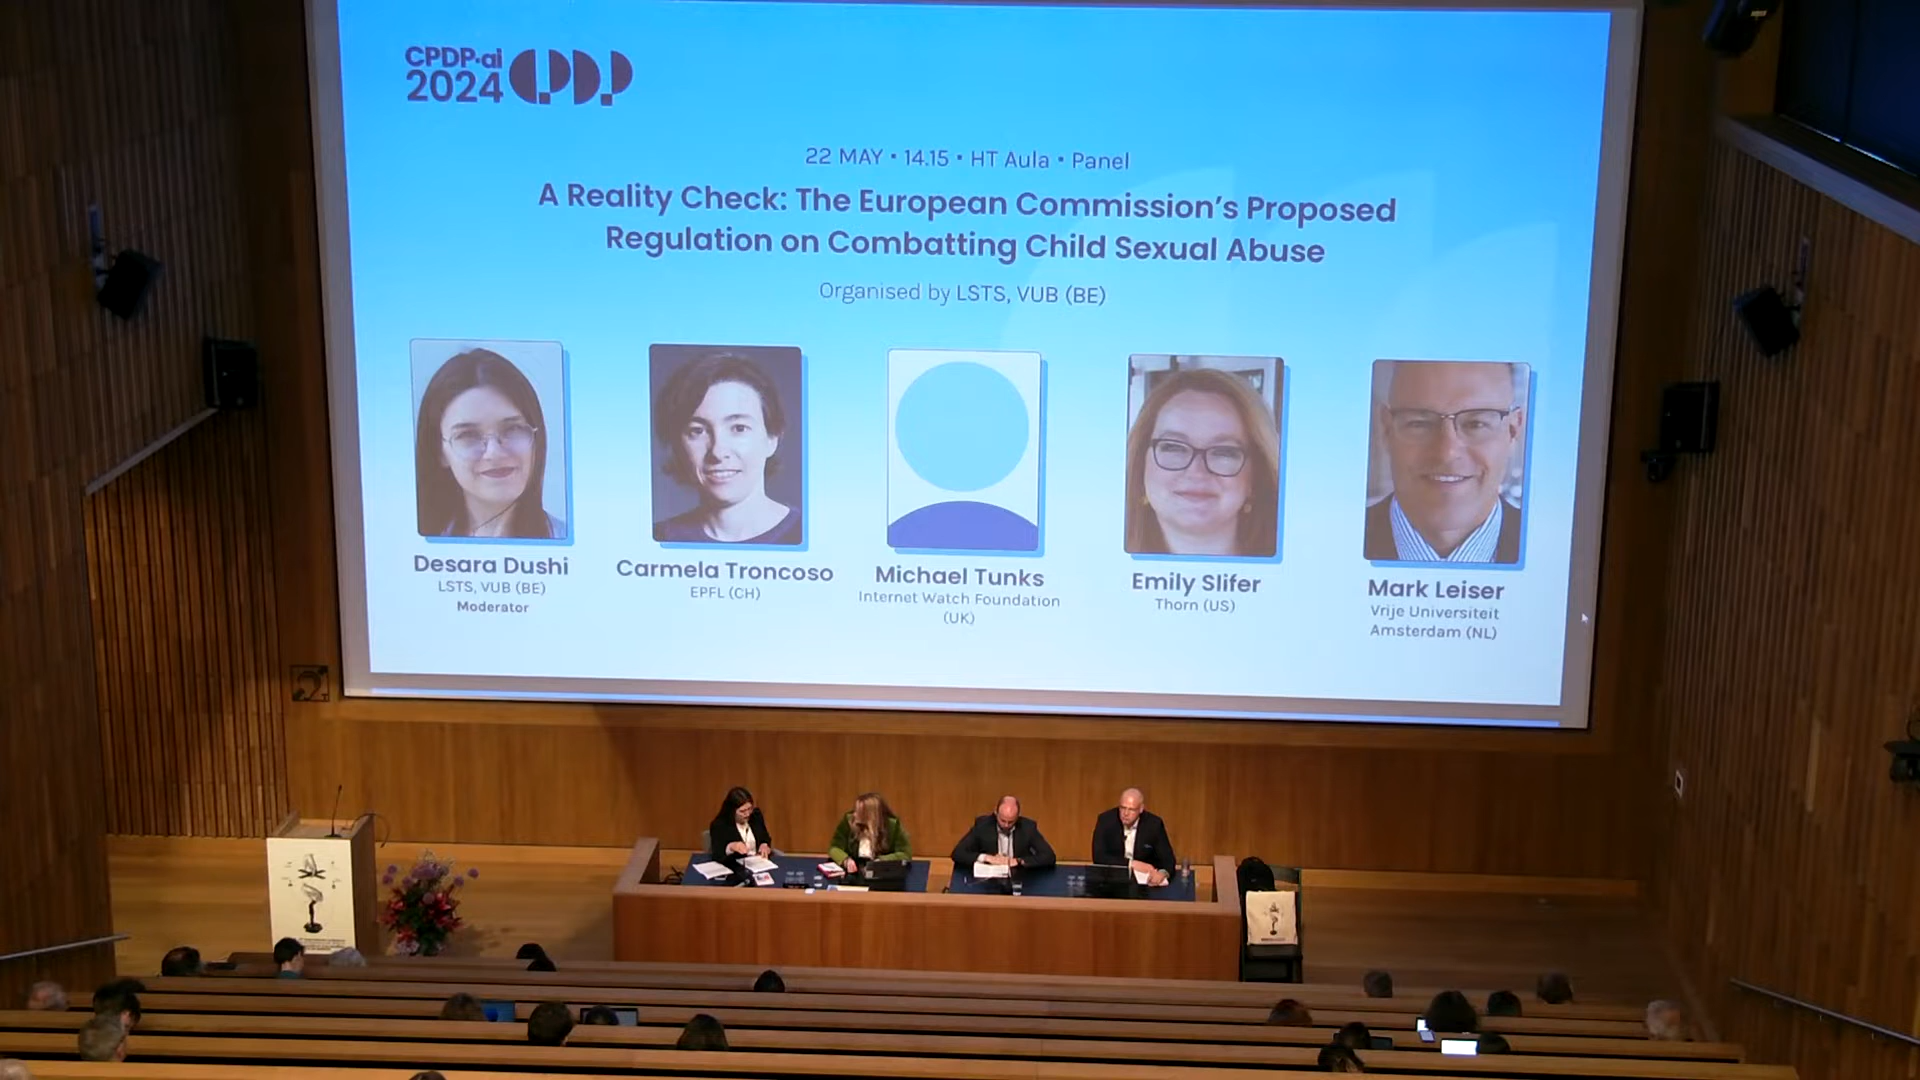 CPDP.ai
2024
22 MAY • 14.15 • HT Aula • Panel
A Reality Check: The European Commission's Proposed
Regulation on Combatting Child Sexual Abuse
Organised by LSTS, VUB (BE)
Desara Dushi
LSTS, VUB (BE)
Moderator
Carmela Troncoso
EPFL (CH)
Michael Tunks
Internet Watch Foundation
(UK)
Emily Slifer
Thorn (US)
Mark Leiser
Vrije Universiteit
Amsterdam (NL)